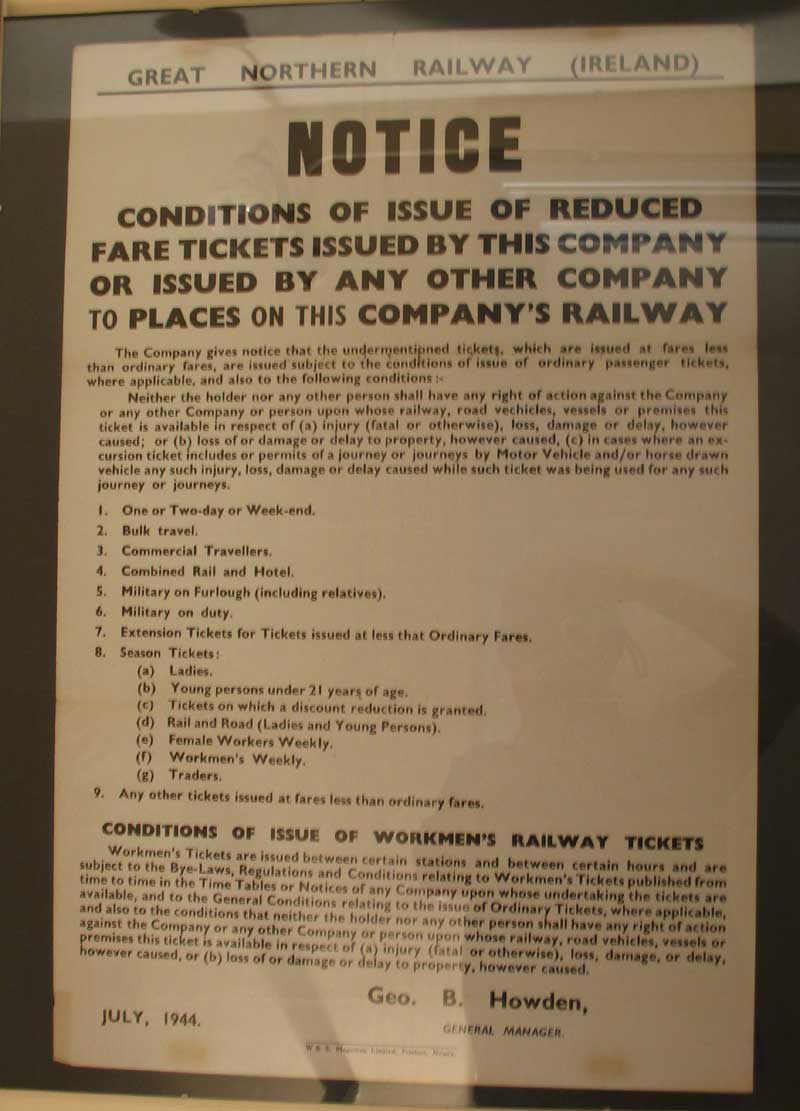 GREAT NORTHERN RAILWAY (IRELAND)
NOTICE
CONDITIONS OF ISSUE OF REDUCED
FARE TICKETS ISSUED BY THIS COMPANY
OR ISSUED BY ANY OTHER COMPANY
TO PLACES ON THIS COMPANY'S RAILWAY
The Company gives notice that the undermentioned tickets, which are issued at fares less
than ordinary fares, are issued subject to the conditions of issue of ordinary passenger tickets,
where applicable, and also to the following conditions :-
Neither the holder nor any other person shall have any right of action against the Company
or any other Company or person upon whose railway, road vechicles, vessels or premises this
ticket is available in respect of (a) injury (fatal or otherwise), loss, damage or delay, however
caused; or (b) loss of or damage or delay to property, however caused, (c) in cases where an ex-
cursion ticket includes or permits of a journey or journeys by Motor Vehicle and/or horse drawn
vehicle any such injury, loss, damage or delay caused while such ticket was being used for any such
journey or journeys.
1. One or Two-day or Week-end.
2. Bulk travel.
3. Commercial Travellers.
4. Combined Rail and Hotel.
5. Military on Furlough (including relatives).
6. Military on duty.
7. Extension Tickets for Tickets issued at less that Ordinary Fares.
8. Season Tickets:
(a) Ladies.
(b) Young persons under 21 years of age.
(c) Tickets on which a discount reduction is granted.
(d) Rail and Road (Ladies and Young Persons).
(e) Female Workers Weekly.
(f) Workmen's Weekly.
(g) Traders.
9. Any other tickets issued at fares less than ordinary fares.
CONDITIONS OF ISSUE OF WORKMEN'S RAILWAY TICKETS
Workmen's Tickets are issued between certain stations and between certain hours and are
subject to the Bye-Laws, Regulations and Conditions relating to Workmen's Tickets published from
time to time in the Time Tables or Notices of any Company upon whose undertaking the tickets are
available, and to the General Conditions relating to the issue of Ordinary Tickets, where applicable,
and also to the conditions that neither the holder nor any other person shall have any right of action
against the Company or any other Company or person upon whose railway, road vehicles, vessels or
premises this ticket is available in respect of (a) injury (fatal or otherwise), loss, damage, or delay,
however caused, or (b) loss of or damage or delay to property, however caused.
Geo. B. Howden,
JULY, 1944.
GENERAL MANAGER.
Limited,